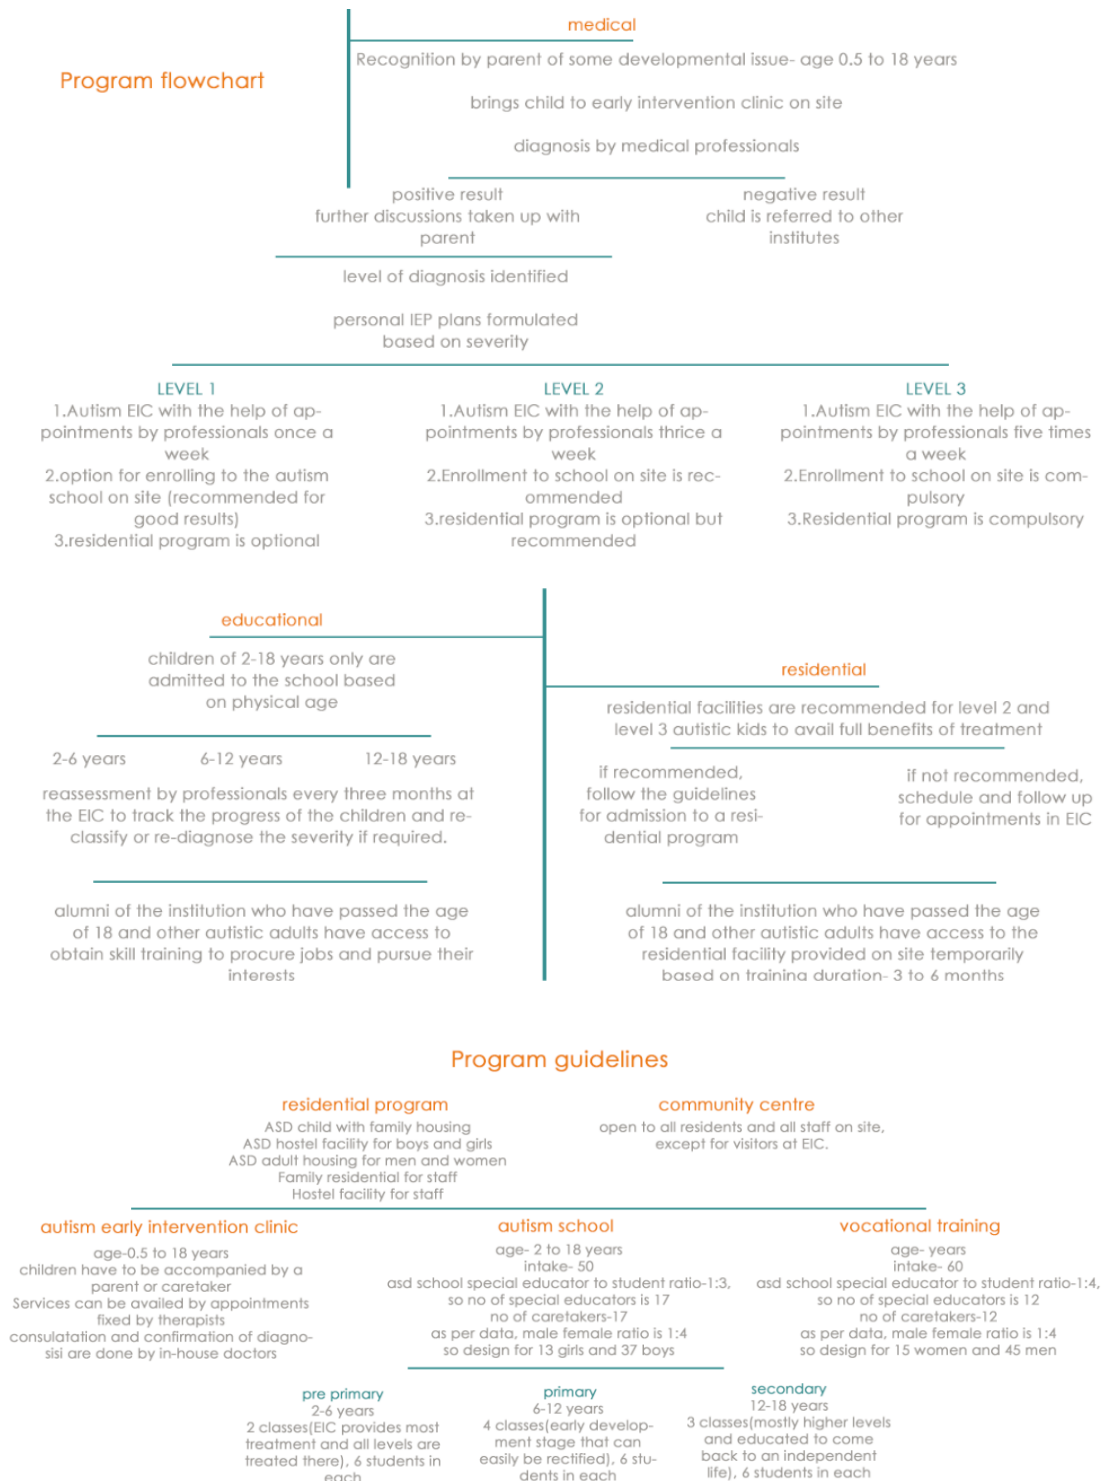 medical
Program flowchart
Recognition by parent of some developmental issue- age 0.5 to 18 years
brings child to early intervention clinic on site
diagnosis by medical professionals
positive result
further discussions taken up with
parent
negative result
child is referred to other
institutes
level of diagnosis identified
personal IEP plans formulated
based on severity
LEVEL 1
1.Autism EIC with the help of ap-
pointments by professionals once a
week
2.option for enrolling to the autism
school on site (recommended for
good results)
3.residential program is optional
LEVEL 2
1.Autism EIC with the help of ap-
pointments by professionals thrice a
week
2.Enrollment to school on site is rec-
ommended
3.residential program is optional but
recommended
LEVEL 3
1.Autism EIC with the help of ap-
pointments by professionals five times
a week
2.Enrollment to school on site is com-
pulsory
3.Residential program is compulsory
educational
children of 2-18 years only are
admitted to the school based
on physical age
2-6 years
6-12 years
12-18 years
reassessment by professionals every three months at
the EIC to track the progress of the children and re-
classify or re-diagnose the severity if required.
alumni of the institution who have passed the age
of 18 and other autistic adults have access to
obtain skill training to procure jobs and pursue their
interests
residential
residential facilities are recommended for level 2 and
level 3 autistic kids to avail full benefits of treatment
if recommended,
follow the guidelines
for admission to a resi-
dential program
if not recommended,
schedule and follow up
for appointments in EIC
alumni of the institution who have passed the age
of 18 and other autistic adults have access to the
residential facility provided on site temporarily
based on training duration- 3 to 6 months
Program guidelines
residential program
ASD child with family housing
ASD hostel facility for boys and girls
ASD adult housing for men and women
Family residential for staff
Hostel facility for staff
community centre
open to all residents and all staff on site,
except for visitors at EIC.
autism early intervention clinic
age-0.5 to 18 years
children have to be accompanied by a
parent or caretaker
Services can be availed by appointments
fixed by therapists
consulatation and confirmation of diagno-
sisi are done by in-house doctors
autism school
age- 2 to 18 years
intake- 50
asd school special educator to student ratio-1:3,
so no of special educators is 17
no of caretakers-17
as per data, male female ratio is 1:4
so design for 13 girls and 37 boys
vocational training
age- years
intake- 60
asd school special educator to student ratio-1:4,
so no of special educators is 12
no of caretakers-12
as per data, male female ratio is 1:4
so design for 15 women and 45 men
pre primary
2-6 years
2 classes(EIC provides most
treatment and all levels are
treated there), 6 students in
each
primary
6-12 years
4 classes(early develop-
ment stage that can
easily be rectified), 6 stu-
dents in each
secondary
12-18 years
3 classes(mostly higher levels
and educated to come
back to an independent
life), 6 students in each